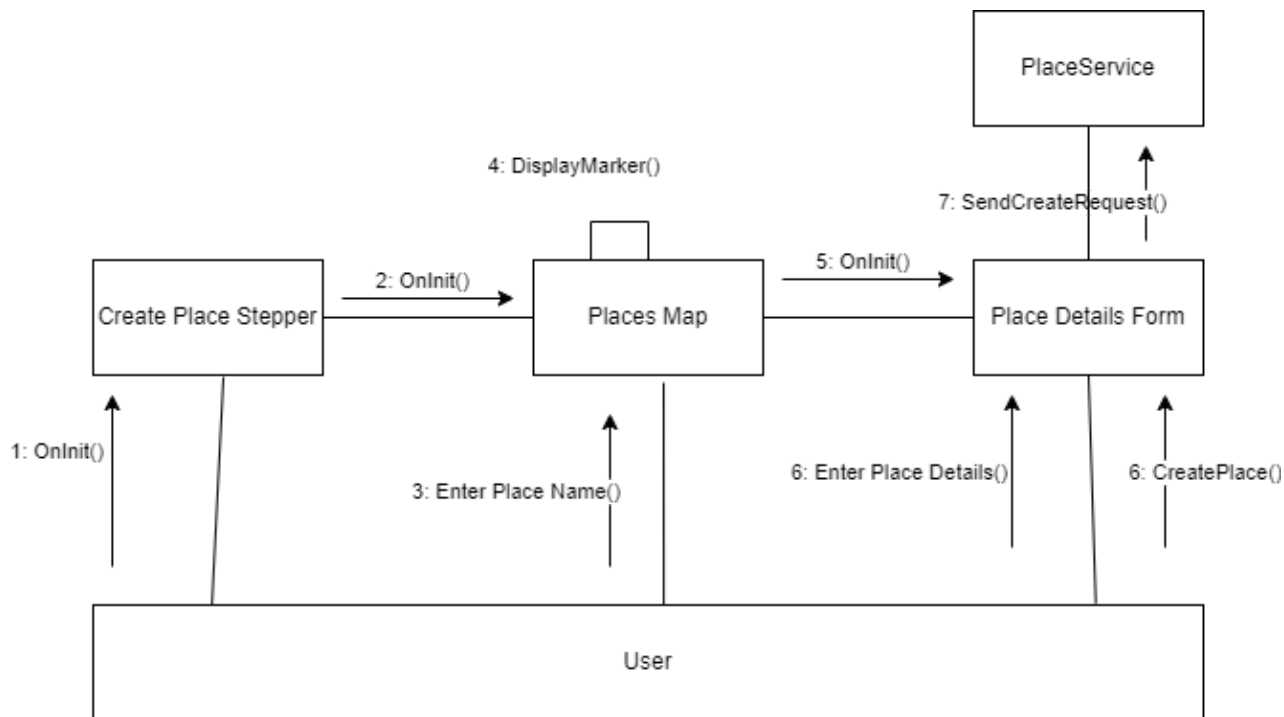 PlaceService
4: DisplayMarker()
7: SendCreateRequest()
2: OnInit()
5: OnInit()
Create Place Stepper
Places Map
Place Details Form
1: OnInit()
3: Enter Place Name()
6: Enter Place Details()
6: CreatePlace()
User